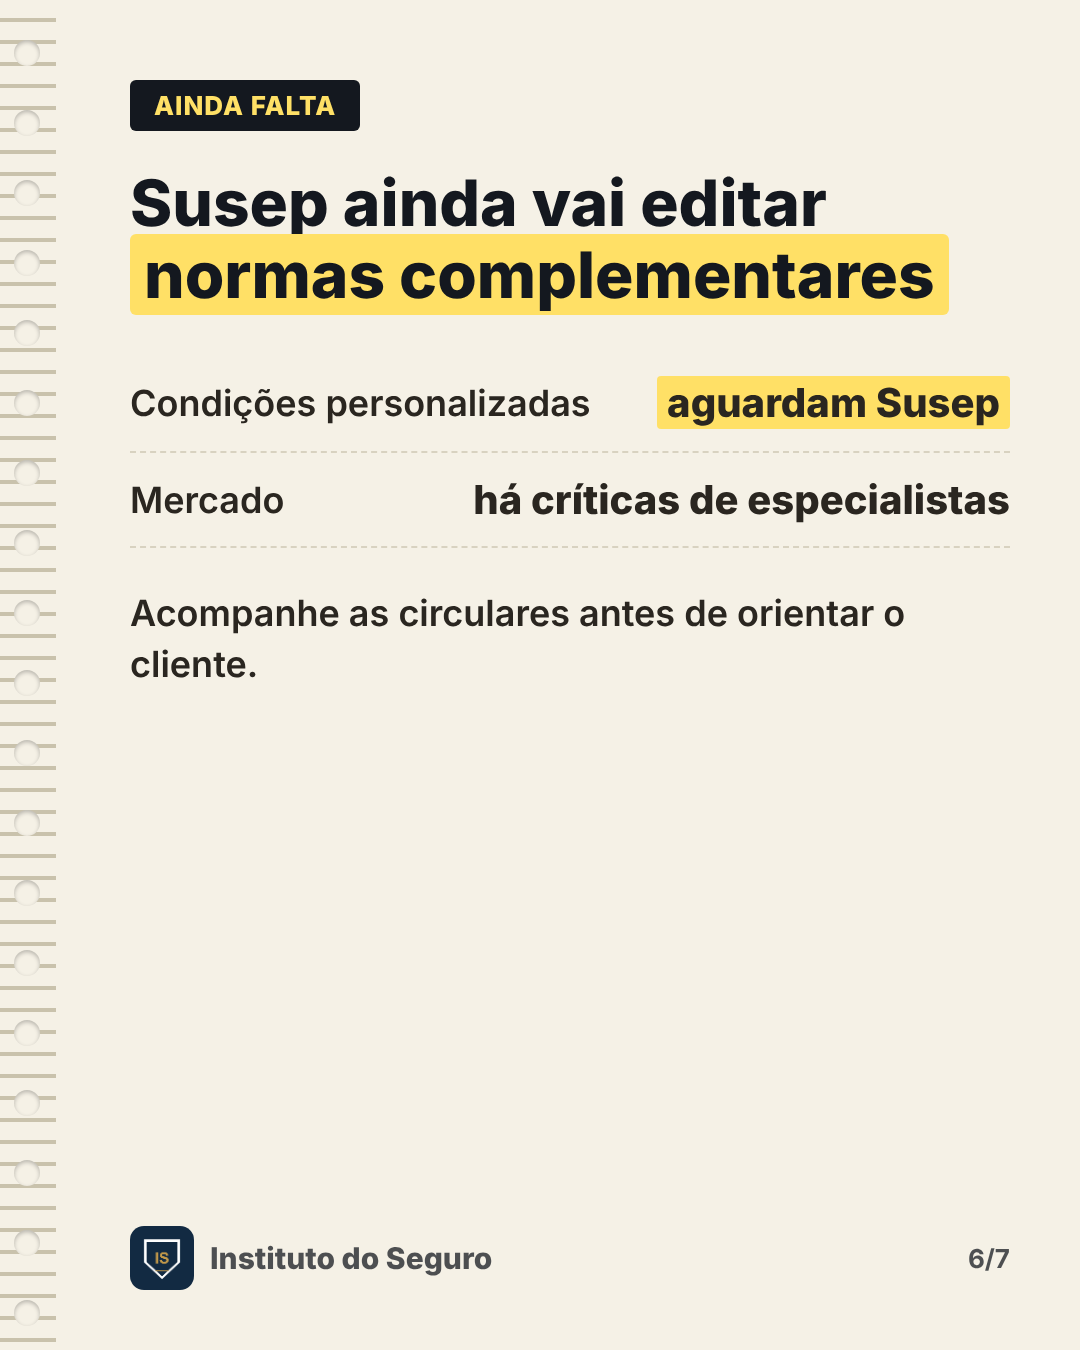 AINDA FALTA
Susep ainda vai editar
normas complementares
Condições personalizadas aguardam Susep
Mercado há críticas de especialistas
Acompanhe as circulares antes de orientar o
cliente.
IS Instituto do Seguro 6/7